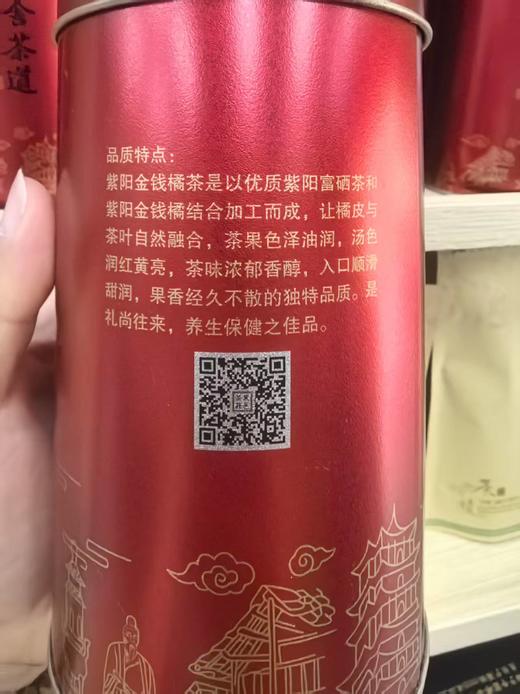 舍茶道
品质特点:
紫阳金钱橘茶是以优质紫阳富硒茶和
紫阳金钱橘结合加工而成，让橘皮与
茶叶自然融合，茶果色泽油润，汤色
润红黄亮，茶味浓郁香醇，入口顺滑
甜润，果香经久不散的独特品质。是
礼尚往来，养生保健之佳品。